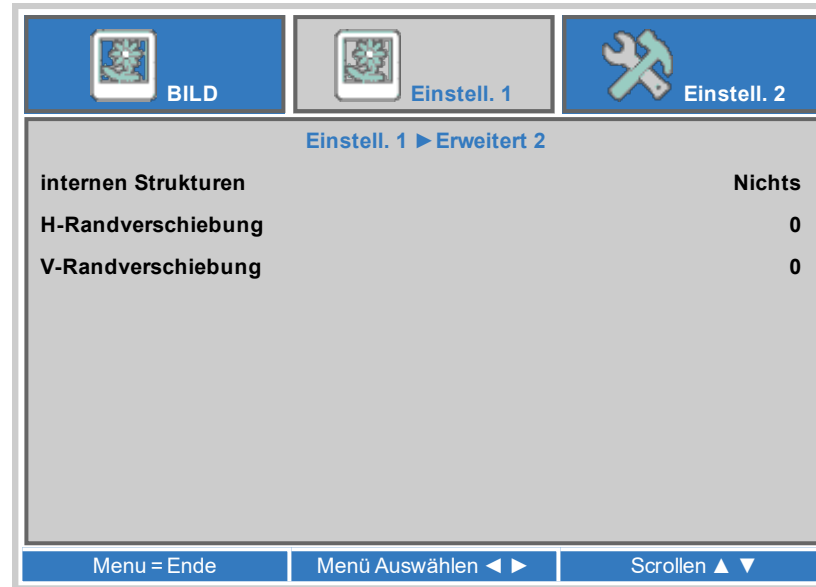 BILD
Einstell. 1
Einstell. 2
Einstell. 1 ►Erweitert 2
internen Strukturen Nichts
H-Randverschiebung 0
V-Randverschiebung 0
Menu = Ende Menü Auswählen ◄ ► Scrollen ▲ ▼